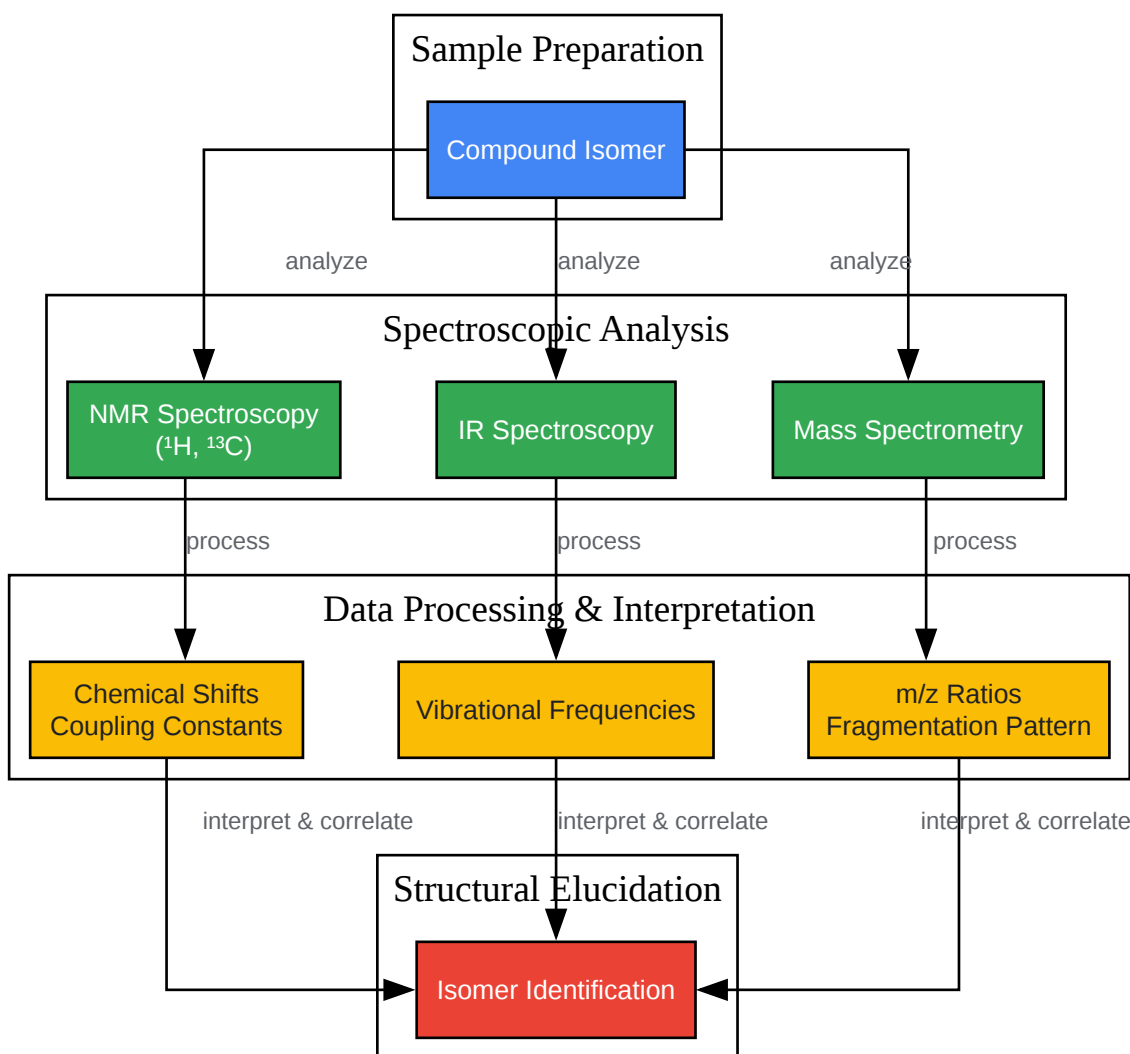 Sample Preparation
Compound Isomer
analyze
analyze
analyze
Spectroscopic Analysis
NMR Spectroscopy
(¹H, ¹³C)
IR Spectroscopy
Mass Spectrometry
process
process
process
Data Processing & Interpretation
Chemical Shifts
Coupling Constants
Vibrational Frequencies
m/z Ratios
Fragmentation Pattern
interpret & correlate
interpret & correlate
interpret & correlate
Structural Elucidation
Isomer Identification